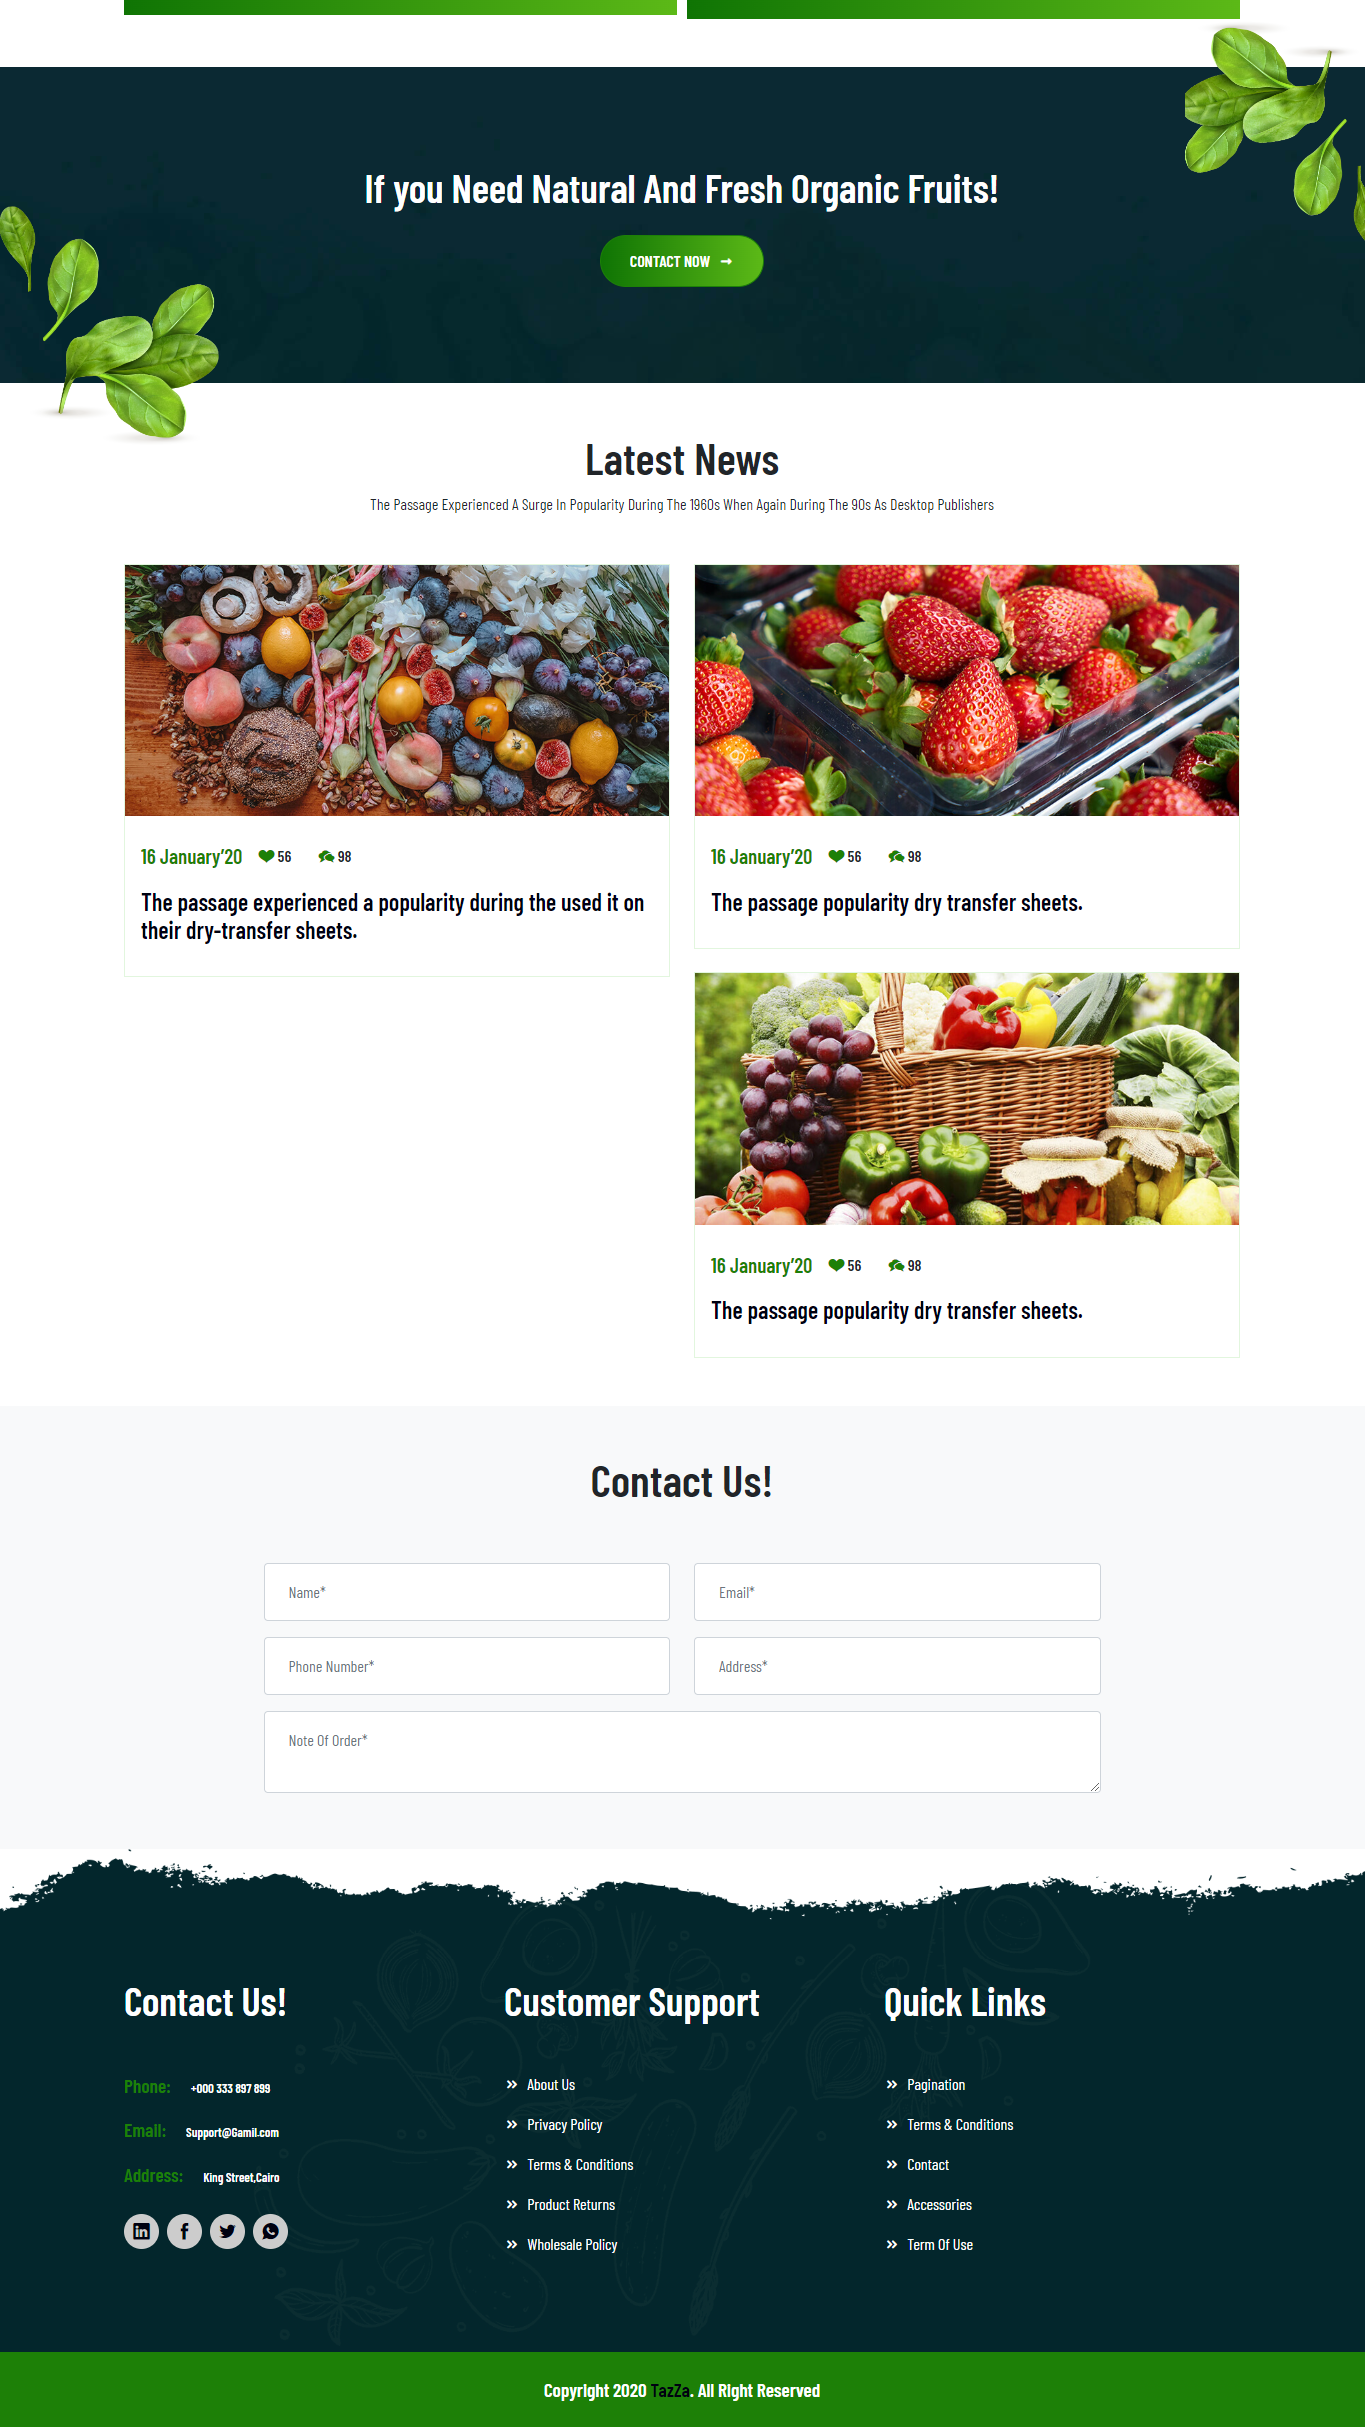 If you Need Natural And Fresh Organic Fruits!
CONTACT NOW
Latest News
The Passage Experienced A Surge In Popularity During The 1960s When Again During The 90s As Desktop Publishers
16 January'20 56 98
The passage experienced a popularity during the used it on
their dry-transfer sheets.
16 January'20 56 98
The passage popularity dry transfer sheets.
16 January'20 56 98
The passage popularity dry transfer sheets.
Contact Us!
Name*
Email*
Phone Number*
Address*
Note Of Order*
Contact Us!
Phone: +000 333 897 899
Email: Support@Gamil.com
Address: King Street,Cairo
Customer Support
About Us
Privacy Policy
Terms & Conditions
Product Returns
Wholesale Policy
Quick Links
Pagination
Terms & Conditions
Contact
Accessories
Term Of Use
Copyright 2020 TazZa. All Right Reserved